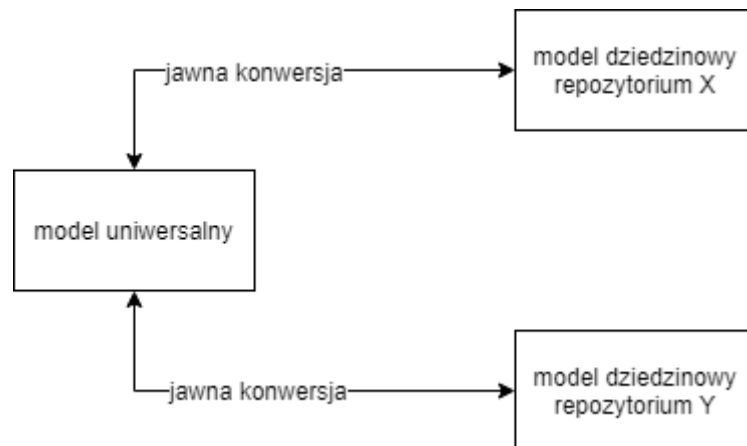 jawna konwersja
model dziedzinowy
repozytorium X
model uniwersalny
jawna konwersja
model dziedzinowy
repozytorium Y